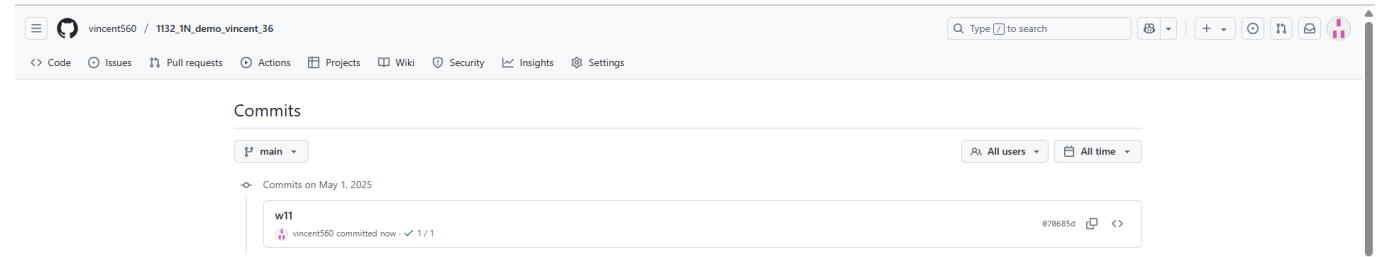 vincent560 / 1132_1N_demo_vincent_36
Type / to search
Code Issues Pull requests Actions Projects Wiki Security Insights Settings
Commits
main
All users All time
Commits on May 1, 2025
w11
070685d
vincent560 committed now · 1 / 1